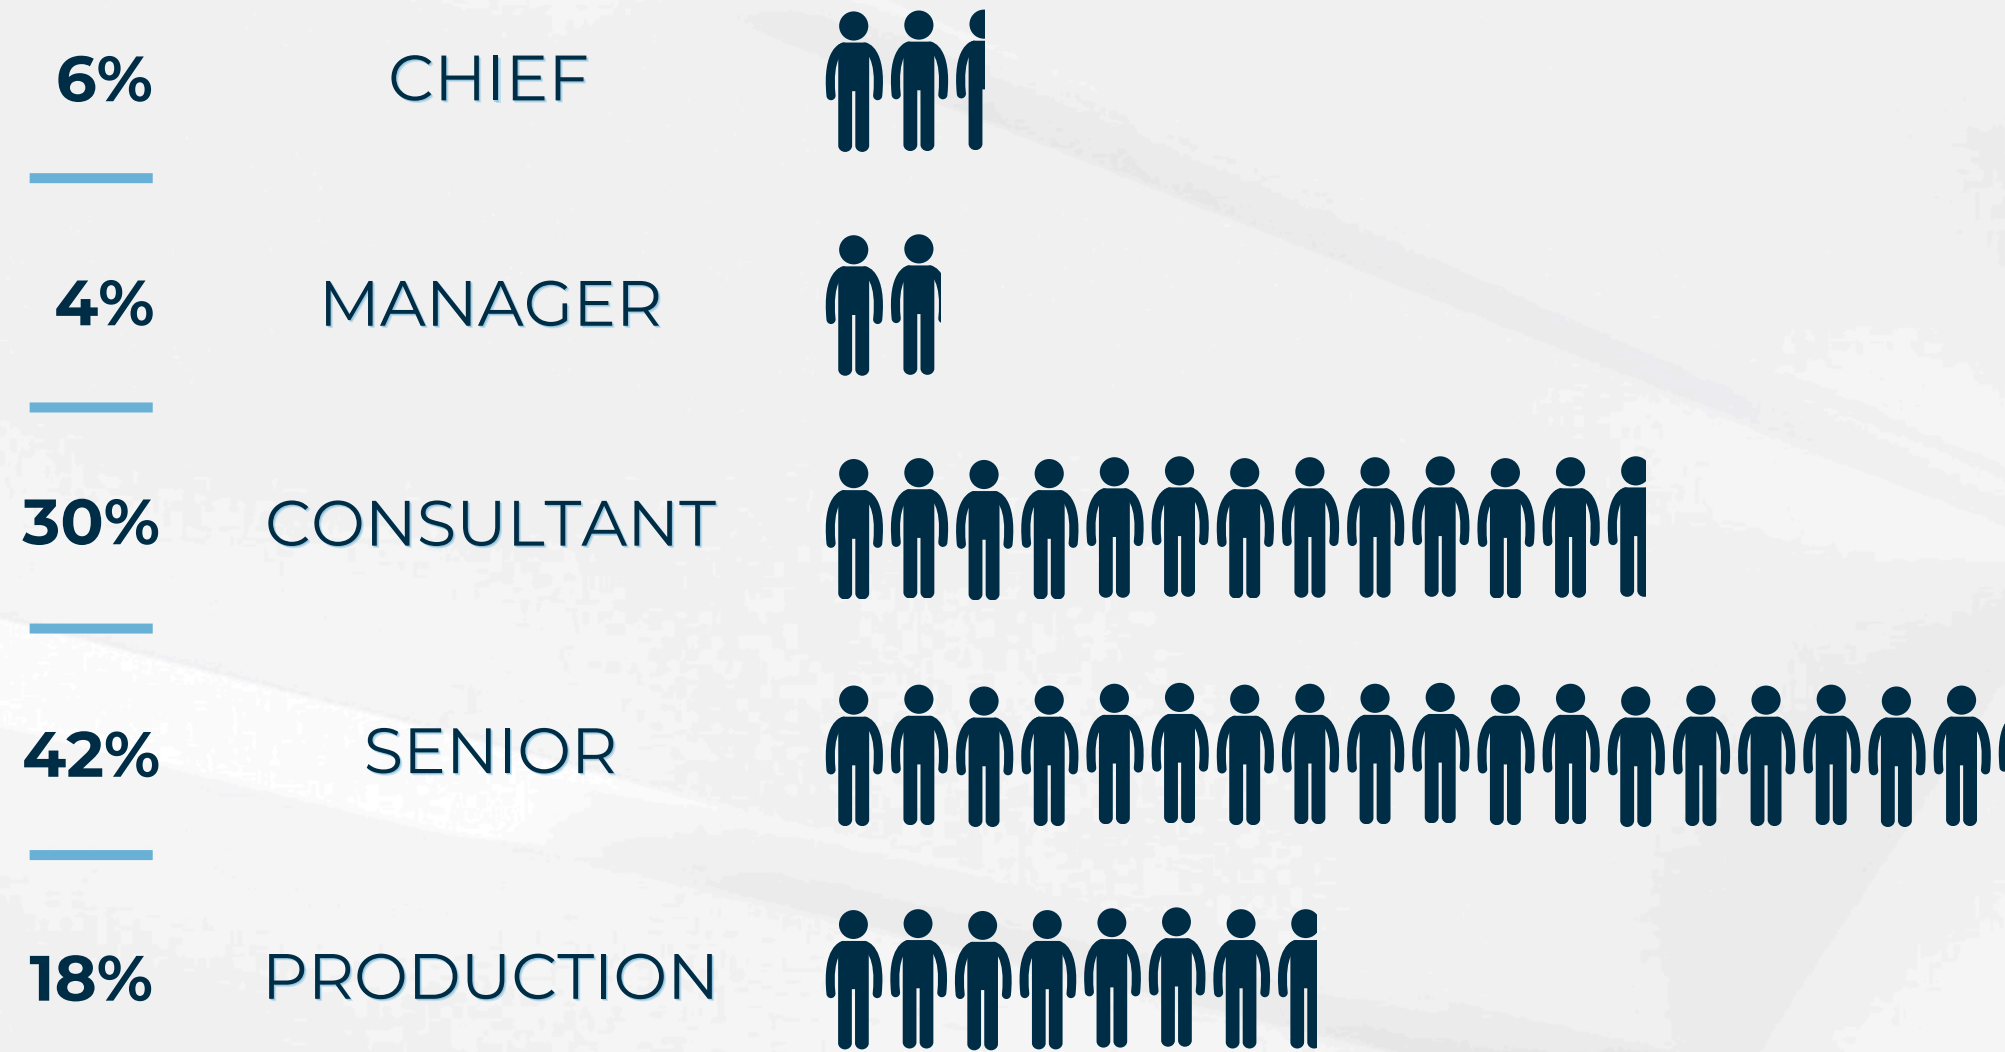 6% CHIEF
4% MANAGER
30% CONSULTANT
42% SENIOR
18% PRODUCTION